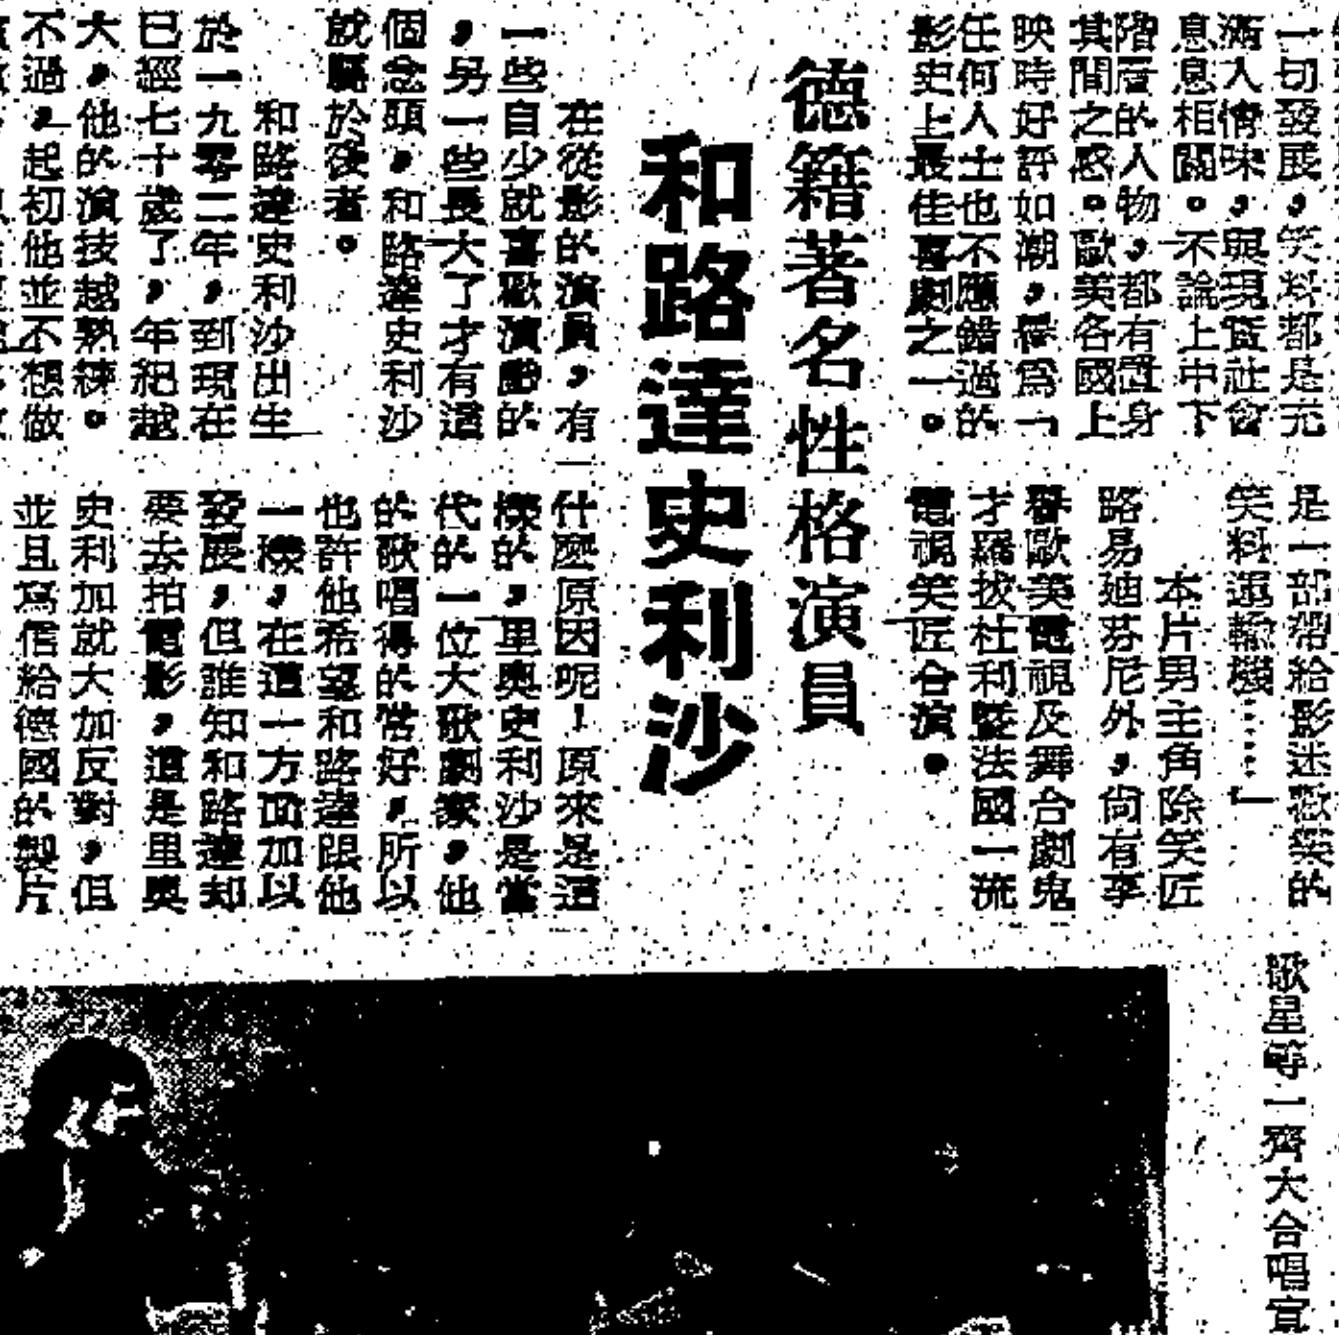 一切發展，笑料都是充
滿人情味，與現實社會
息息相關。不論上中下
階層的人物，都有置身
其間之感。歐美各國上
映時好評如潮，譽爲「
任何人士也不應錯過的
影史上最佳喜劇之一。
是一部帶給影迷歡笑的
笑料運輸機……」
本片男主角除笑匠
路易迪芬尼外，尚有享
譽歐美電視及舞台劇鬼
才羅拔杜利暨法國一流
電視笑匠合演。
德籍著名性格演員
和路達史利沙
在從影的演員，有
一些自少就喜歡演戲的
，另一些長大了才有這
個念頭，和路達史利沙
就屬於後者。
和路達史利沙出生
於一九零二年，到現在
已經七十歲了，年紀越
大，他的演技越熟練。
不過，起初他並不想做
什麼原因呢！原來是這
樣的，里奧史利沙是當
代的一位大歌劇家，他
的歌唱得的常好，所以
也許他希望和路達跟他
一樣，在這一方面加以
發展，但誰知和路達却
要去拍電影，這是里奧
史利加就大加反對，但
並且寫信給德國的製片
歌星等一齊大合唱宣